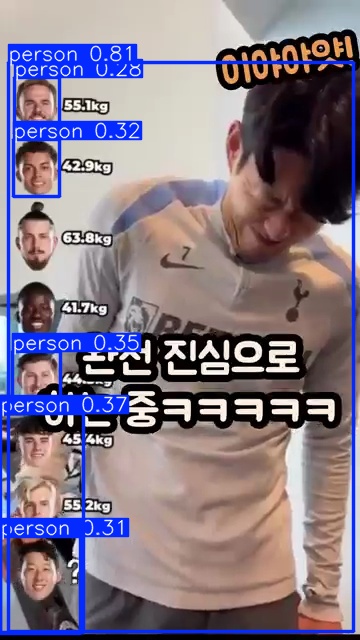 이야아앗!
person 0.81
person 0.28
55.1kg
person 0.32
42.9kg
63.8kg
41.7kg
7
person 0.35
완전 진심으로
중ㅋㅋㅋㅋㅋ
person 0.37
55.2kg
person 0.31
?